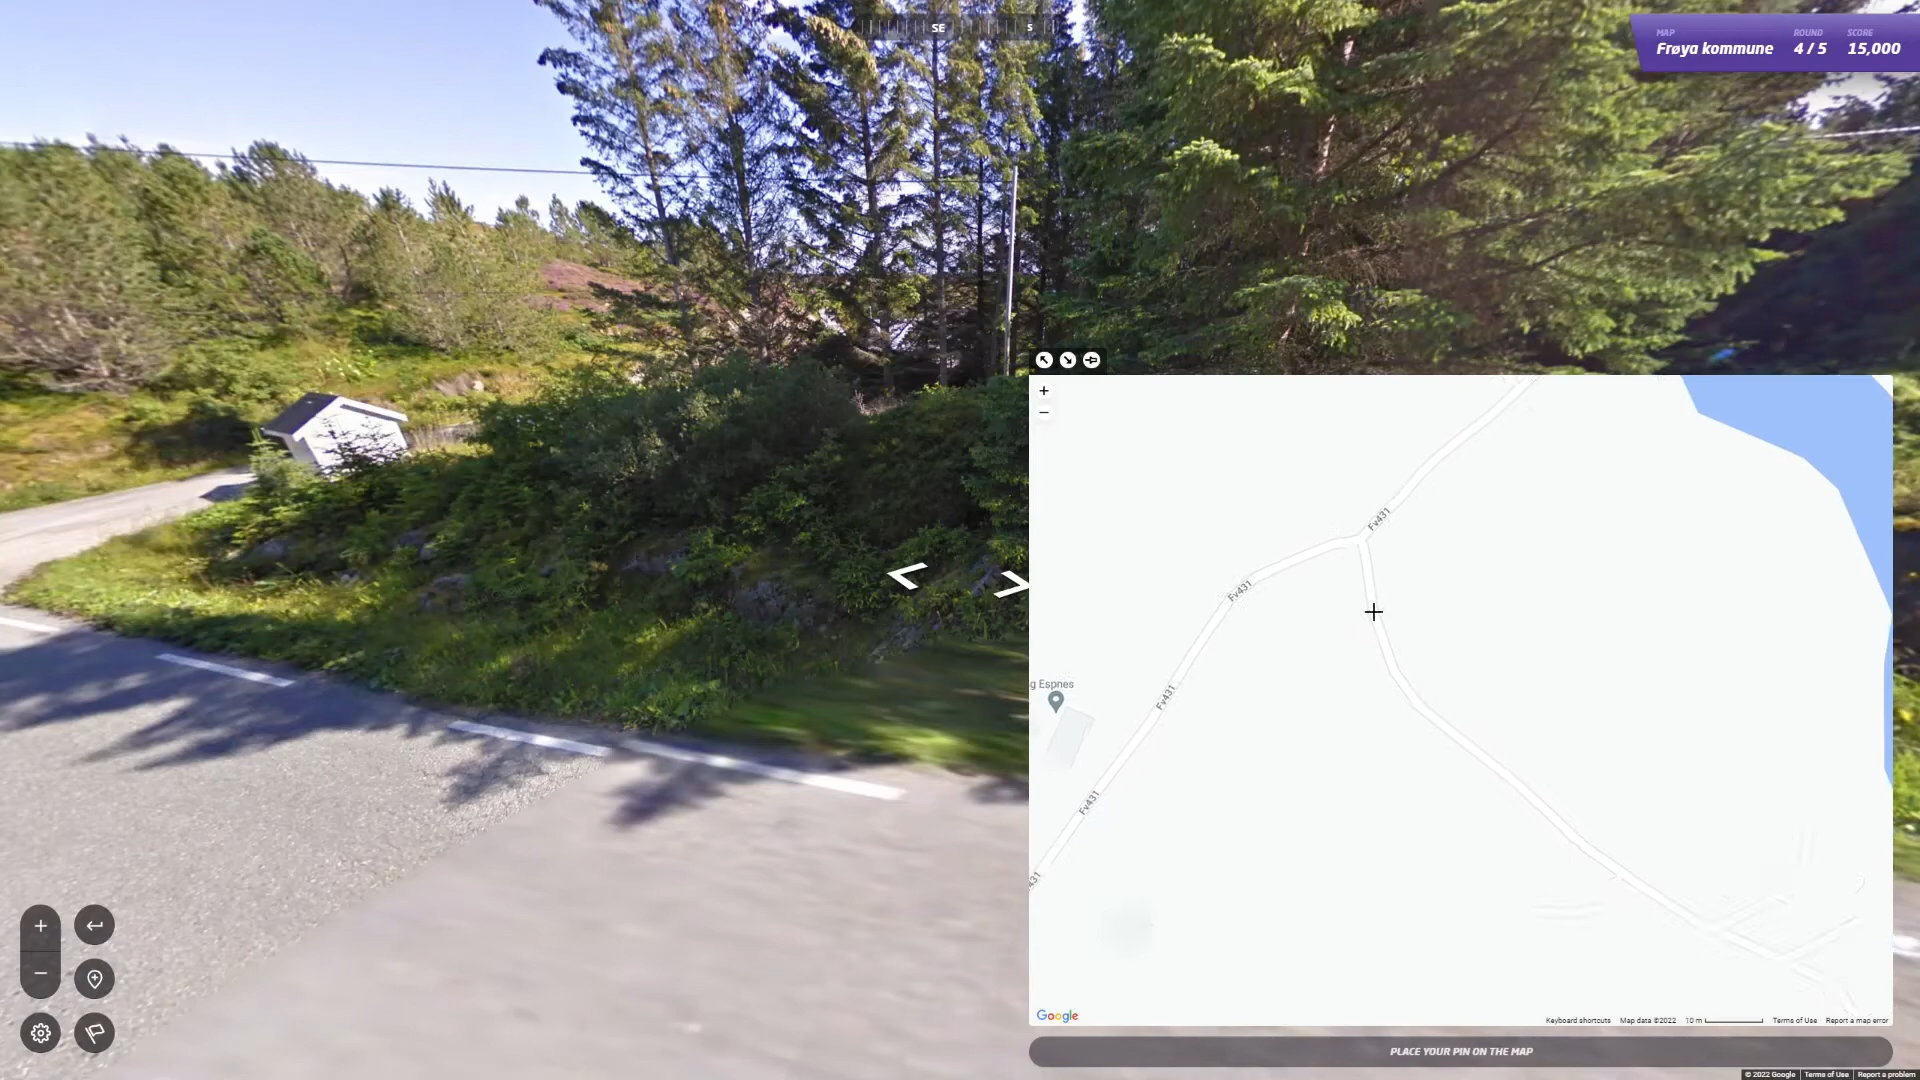 SE
S
MAP
Frøya kommune
ROUND
4 / 5
SCORE
15,000
Fv431
Fv431
Fv431
Fv431
431
g Espnes
Google
Keyboard shortcuts
Map data ©2022
10 m
Terms of Use
Report a map error
PLACE YOUR PIN ON THE MAP
© 2022 Google
Terms of Use
Report a problem